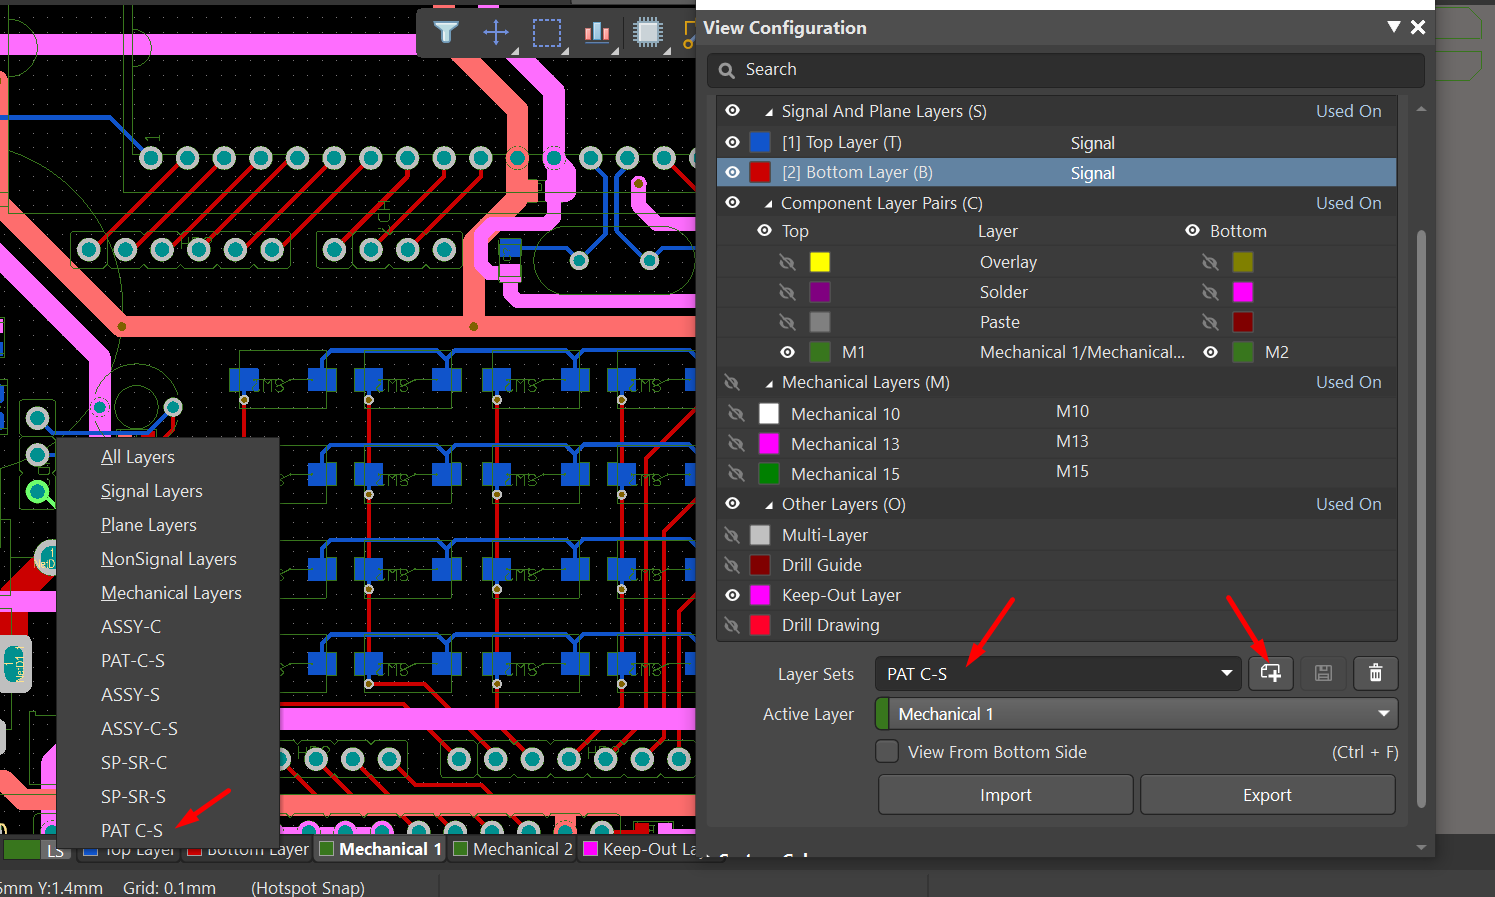 View Configuration
Search
Signal And Plane Layers (S) Used On
[1] Top Layer (T) Signal
[2] Bottom Layer (B) Signal
Component Layer Pairs (C) Used On
Top Layer Bottom
Overlay
Solder
Paste
M1 Mechanical 1/Mechanical... M2
Mechanical Layers (M) Used On
Mechanical 10 M10
Mechanical 13 M13
Mechanical 15 M15
Other Layers (O) Used On
Multi-Layer
Drill Guide
Keep-Out Layer
Drill Drawing
Layer Sets PAT C-S
Active Layer Mechanical 1
View From Bottom Side (Ctrl + F)
Import Export
All Layers
Signal Layers
Plane Layers
NonSignal Layers
Mechanical Layers
ASSY-C
PAT-C-S
ASSY-S
ASSY-C-S
SP-SR-C
SP-SR-S
PAT C-S
LS Top Layer Bottom Layer Mechanical 1 Mechanical 2 Keep-Out La
5mm Y:1.4mm Grid: 0.1mm (Hotspot Snap)